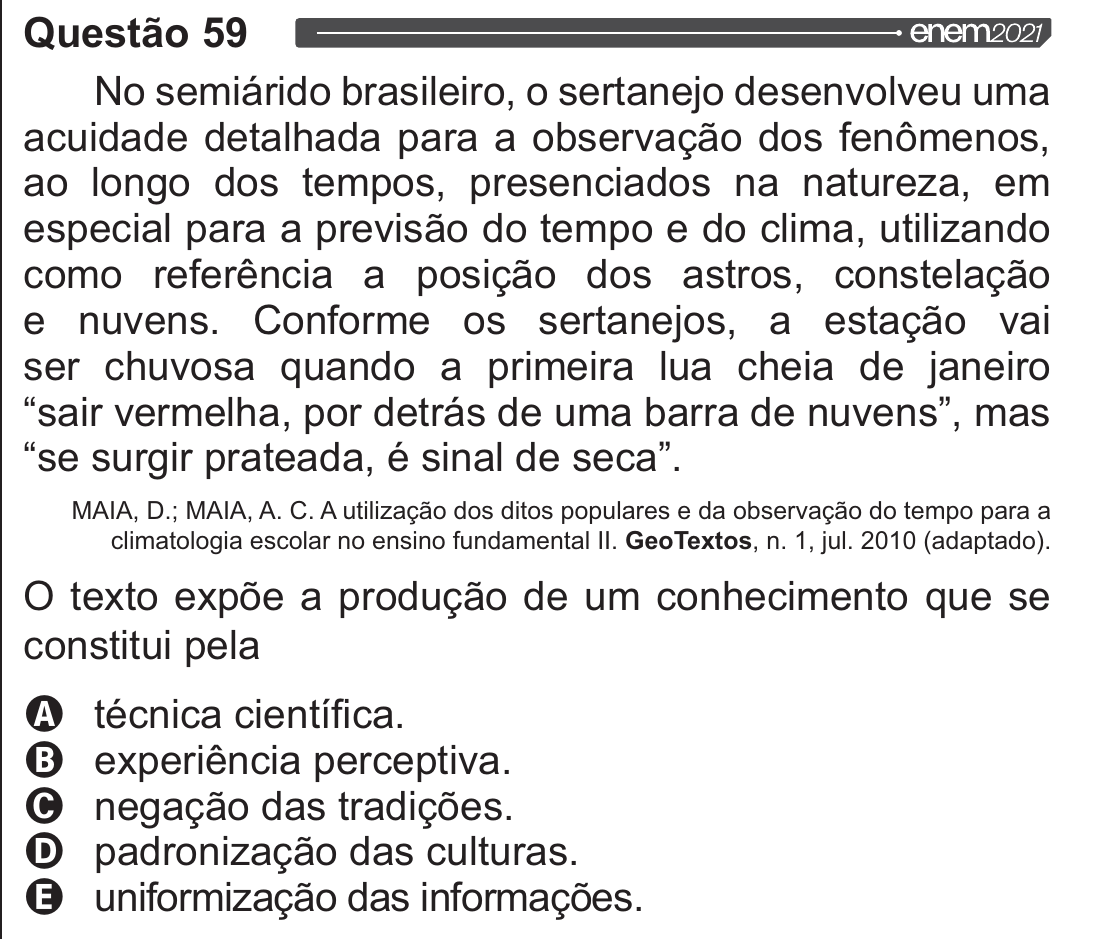 Questão 59
enem2021
No semiárido brasileiro, o sertanejo desenvolveu uma
acuidade detalhada para a observação dos fenômenos,
ao longo dos tempos, presenciados na natureza, em
especial para a previsão do tempo e do clima, utilizando
como referência a posição dos astros, constelação
e nuvens. Conforme os sertanejos, a estação vai
ser chuvosa quando a primeira lua cheia de janeiro
“sair vermelha, por detrás de uma barra de nuvens”, mas
“se surgir prateada, é sinal de seca”.
MAIA, D.; MAIA, A. C. A utilização dos ditos populares e da observação do tempo para a
climatologia escolar no ensino fundamental II. GeoTextos, n. 1, jul. 2010 (adaptado).
O texto expõe a produção de um conhecimento que se
constitui pela
A técnica científica.
B experiência perceptiva.
C negação das tradições.
D padronização das culturas.
E uniformização das informações.